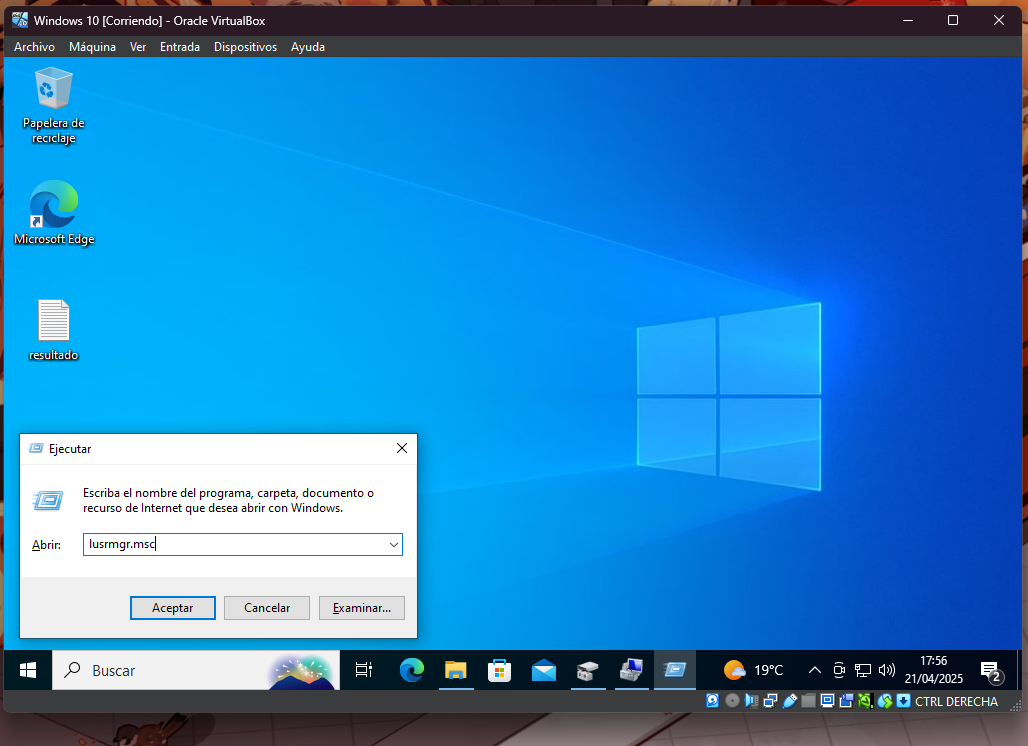 Windows 10 [Corriendo] - Oracle VirtualBox
Archivo Máquina Ver Entrada Dispositivos Ayuda
Papelera de
reciclaje
Microsoft Edge
resultado
Ejecutar
Escriba el nombre del programa, carpeta, documento o
recurso de Internet que desea abrir con Windows.
Abrir: lusrmgr.msc
Aceptar Cancelar Examinar...
Buscar
19°C
17:56
21/04/2025
2
CTRL DERECHA